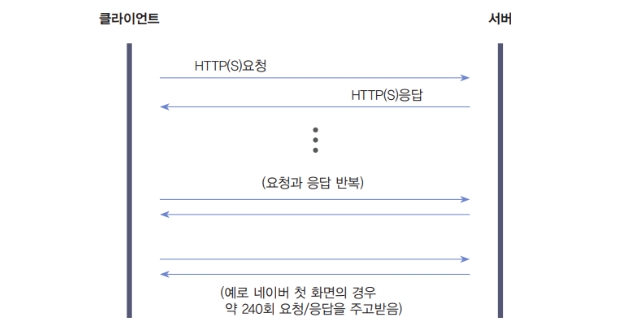 클라이언트
서버
HTTP(S)요청
HTTP(S)응답
(요청과 응답 반복)
(예로 네이버 첫 화면의 경우
약 240회 요청/응답을 주고받음)